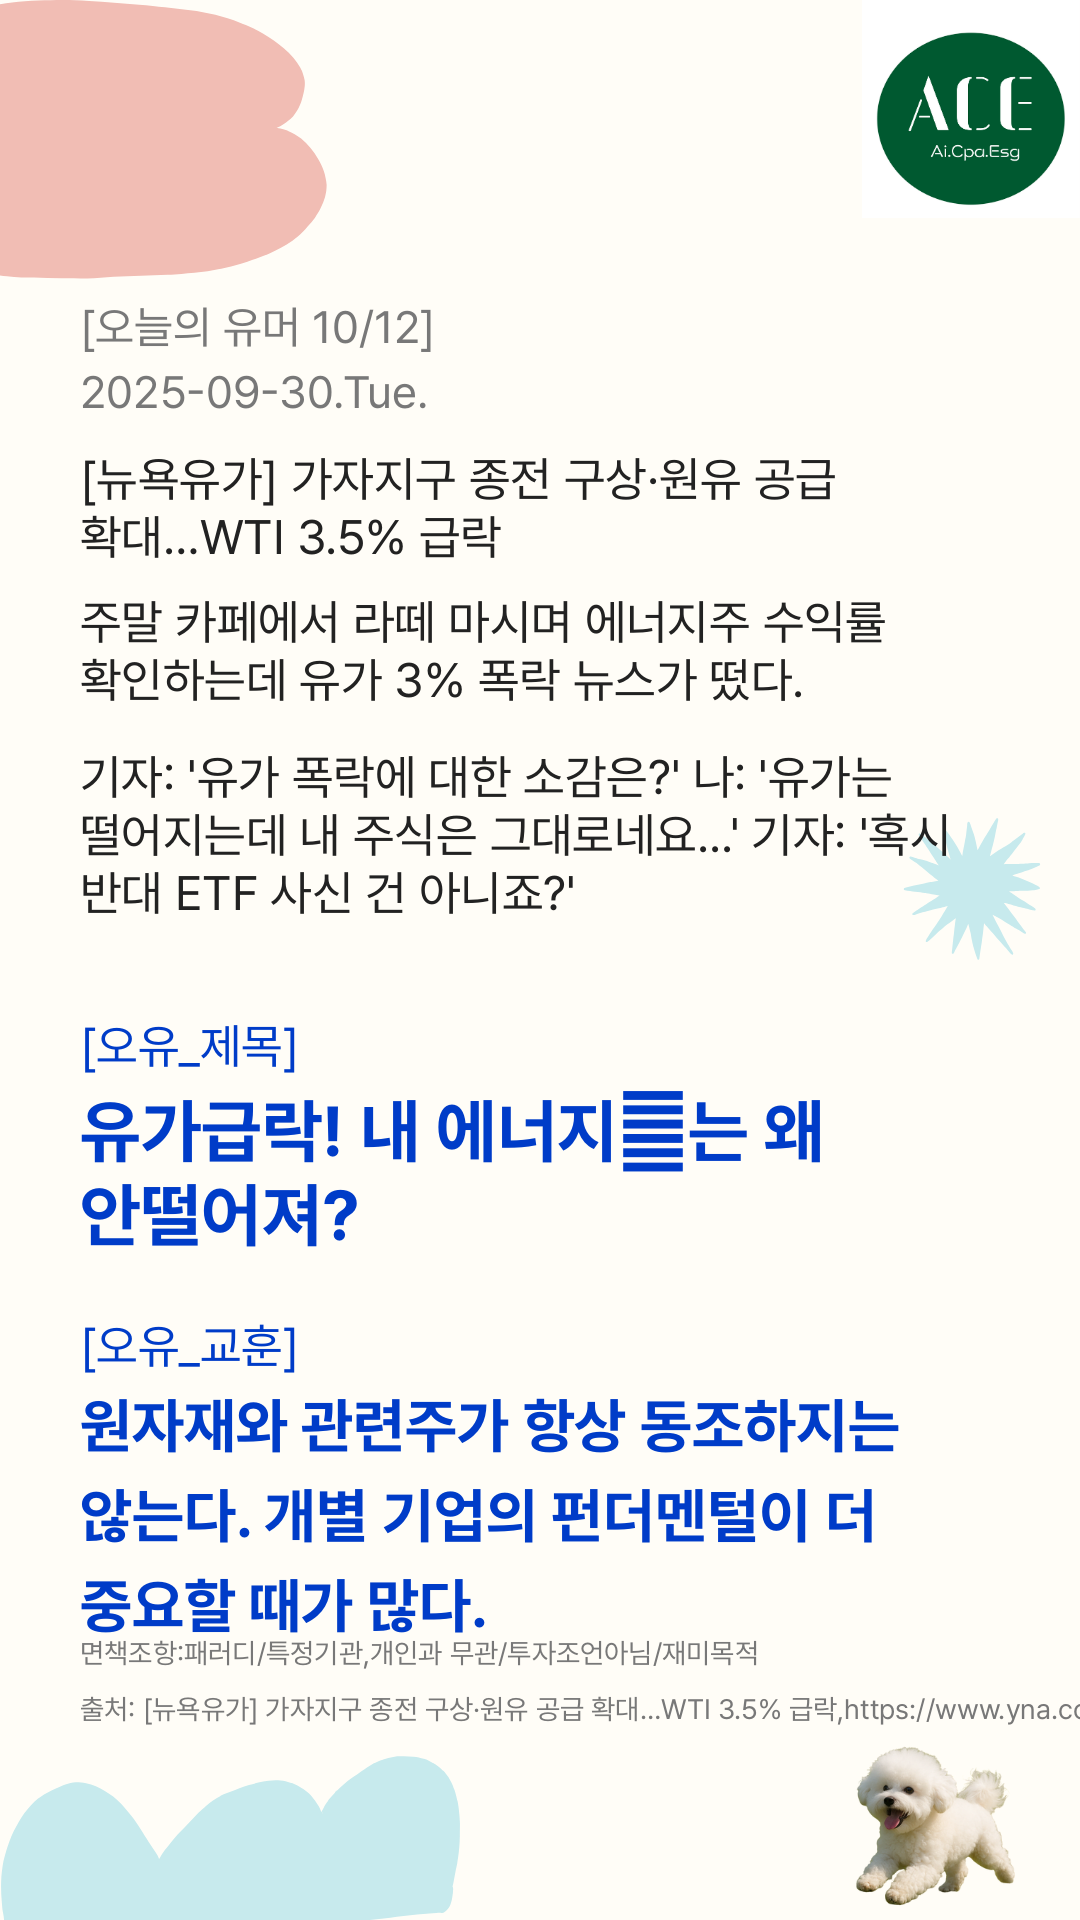 ACE
Ai.Cpa.Esg
[오늘의 유머 10/12]
2025-09-30.Tue.
[뉴욕유가] 가자지구 종전 구상·원유 공급
확대...WTI 3.5% 급락
주말 카페에서 라떼 마시며 에너지주 수익률
확인하는데 유가 3% 폭락 뉴스가 떴다.
기자: '유가 폭락에 대한 소감은?' 나: '유가는
떨어지는데 내 주식은 그대로네요...' 기자: '혹시
반대 ETF 사신 건 아니죠?'
[오유_제목]
유가급락! 내 에너지는 왜
안떨어져?
[오유_교훈]
원자재와 관련주가 항상 동조하지는
않는다. 개별 기업의 펀더멘털이 더
중요할 때가 많다.
면책조항:패러디/특정기관,개인과 무관/투자조언아님/재미목적
출처: [뉴욕유가] 가자지구 종전 구상·원유 공급 확대...WTI 3.5% 급락,https://www.yna.co